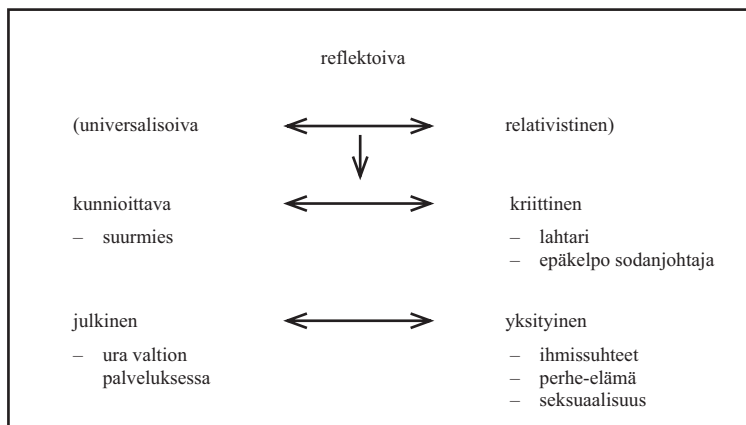 reflektoiva
(universalisoiva relativistinen)
kunnioittava kriittinen
– suurmies – lahtari
– epäkelpo sodanjohtaja
julkinen yksityinen
– ura valtion – ihmissuhteet
palveluksessa – perhe-elämä
– seksuaalisuus